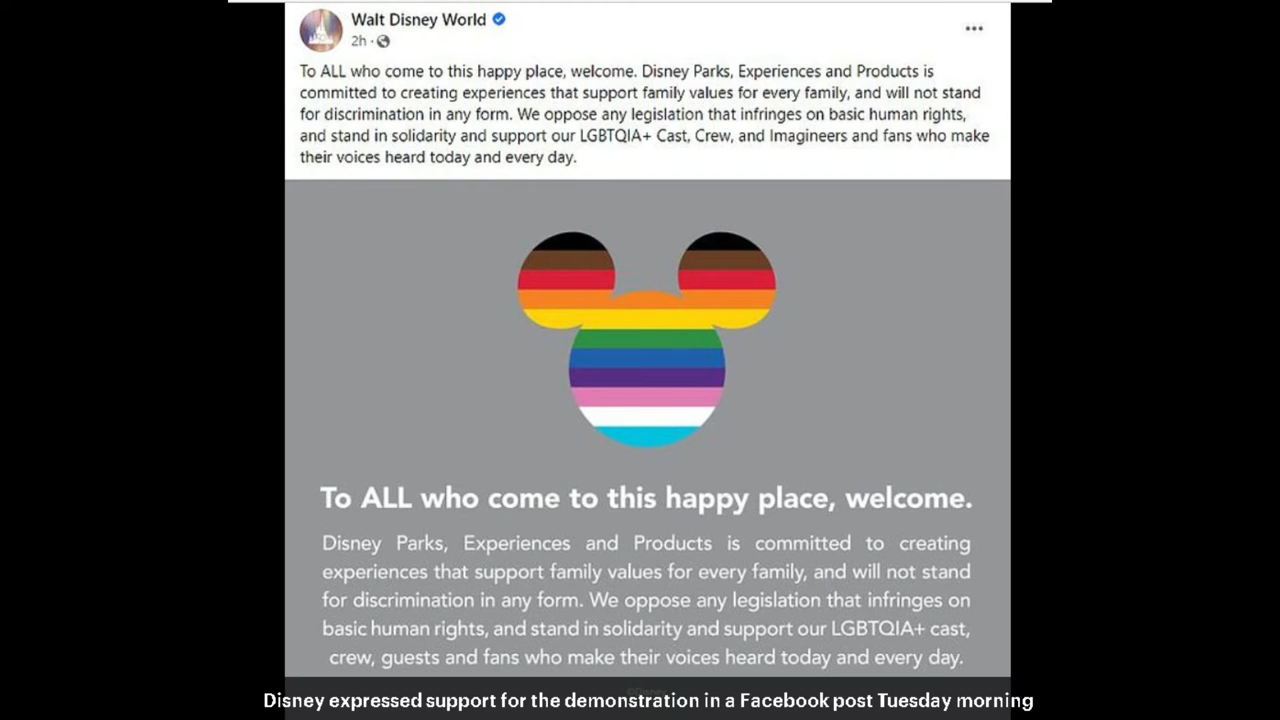 Walt Disney World
2h ·
To ALL who come to this happy place, welcome. Disney Parks, Experiences and Products is
committed to creating experiences that support family values for every family, and will not stand
for discrimination in any form. We oppose any legislation that infringes on basic human rights,
and stand in solidarity and support our LGBTQIA+ Cast, Crew, and Imagineers and fans who make
their voices heard today and every day.
To ALL who come to this happy place, welcome.
Disney Parks, Experiences and Products is committed to creating
experiences that support family values for every family, and will not stand
for discrimination in any form. We oppose any legislation that infringes on
basic human rights, and stand in solidarity and support our LGBTQIA+ cast,
crew, guests and fans who make their voices heard today and every day.
Disney expressed support for the demonstration in a Facebook post Tuesday morning